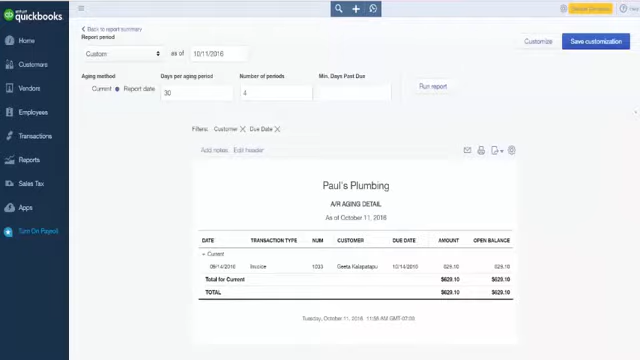 intuit
quickbooks
Home
Customers
Vendors
Employees
Transactions
Reports
Sales Tax
Apps
Turn On Payroll
Help
Back to report summary
Report period
Custom
as of
10/11/2016
Customize
Save customization
Aging method
Days per aging period
Number of periods
Min. Days Past Due
Current
Report date
30
4
Run report
Filters: Customer Due Date
Add notes Edit header
Paul's Plumbing
A/R AGING DETAIL
As of October 11, 2016
DATE TRANSACTION TYPE NUM CUSTOMER DUE DATE AMOUNT OPEN BALANCE
Current
09/14/2016 Invoice 1033 Geeta Kalapatapu 10/14/2016 629.10 629.10
Total for Current $629.10 $629.10
TOTAL $629.10 $629.10
Tuesday, October 11, 2016 11:56 AM GMT-07:00